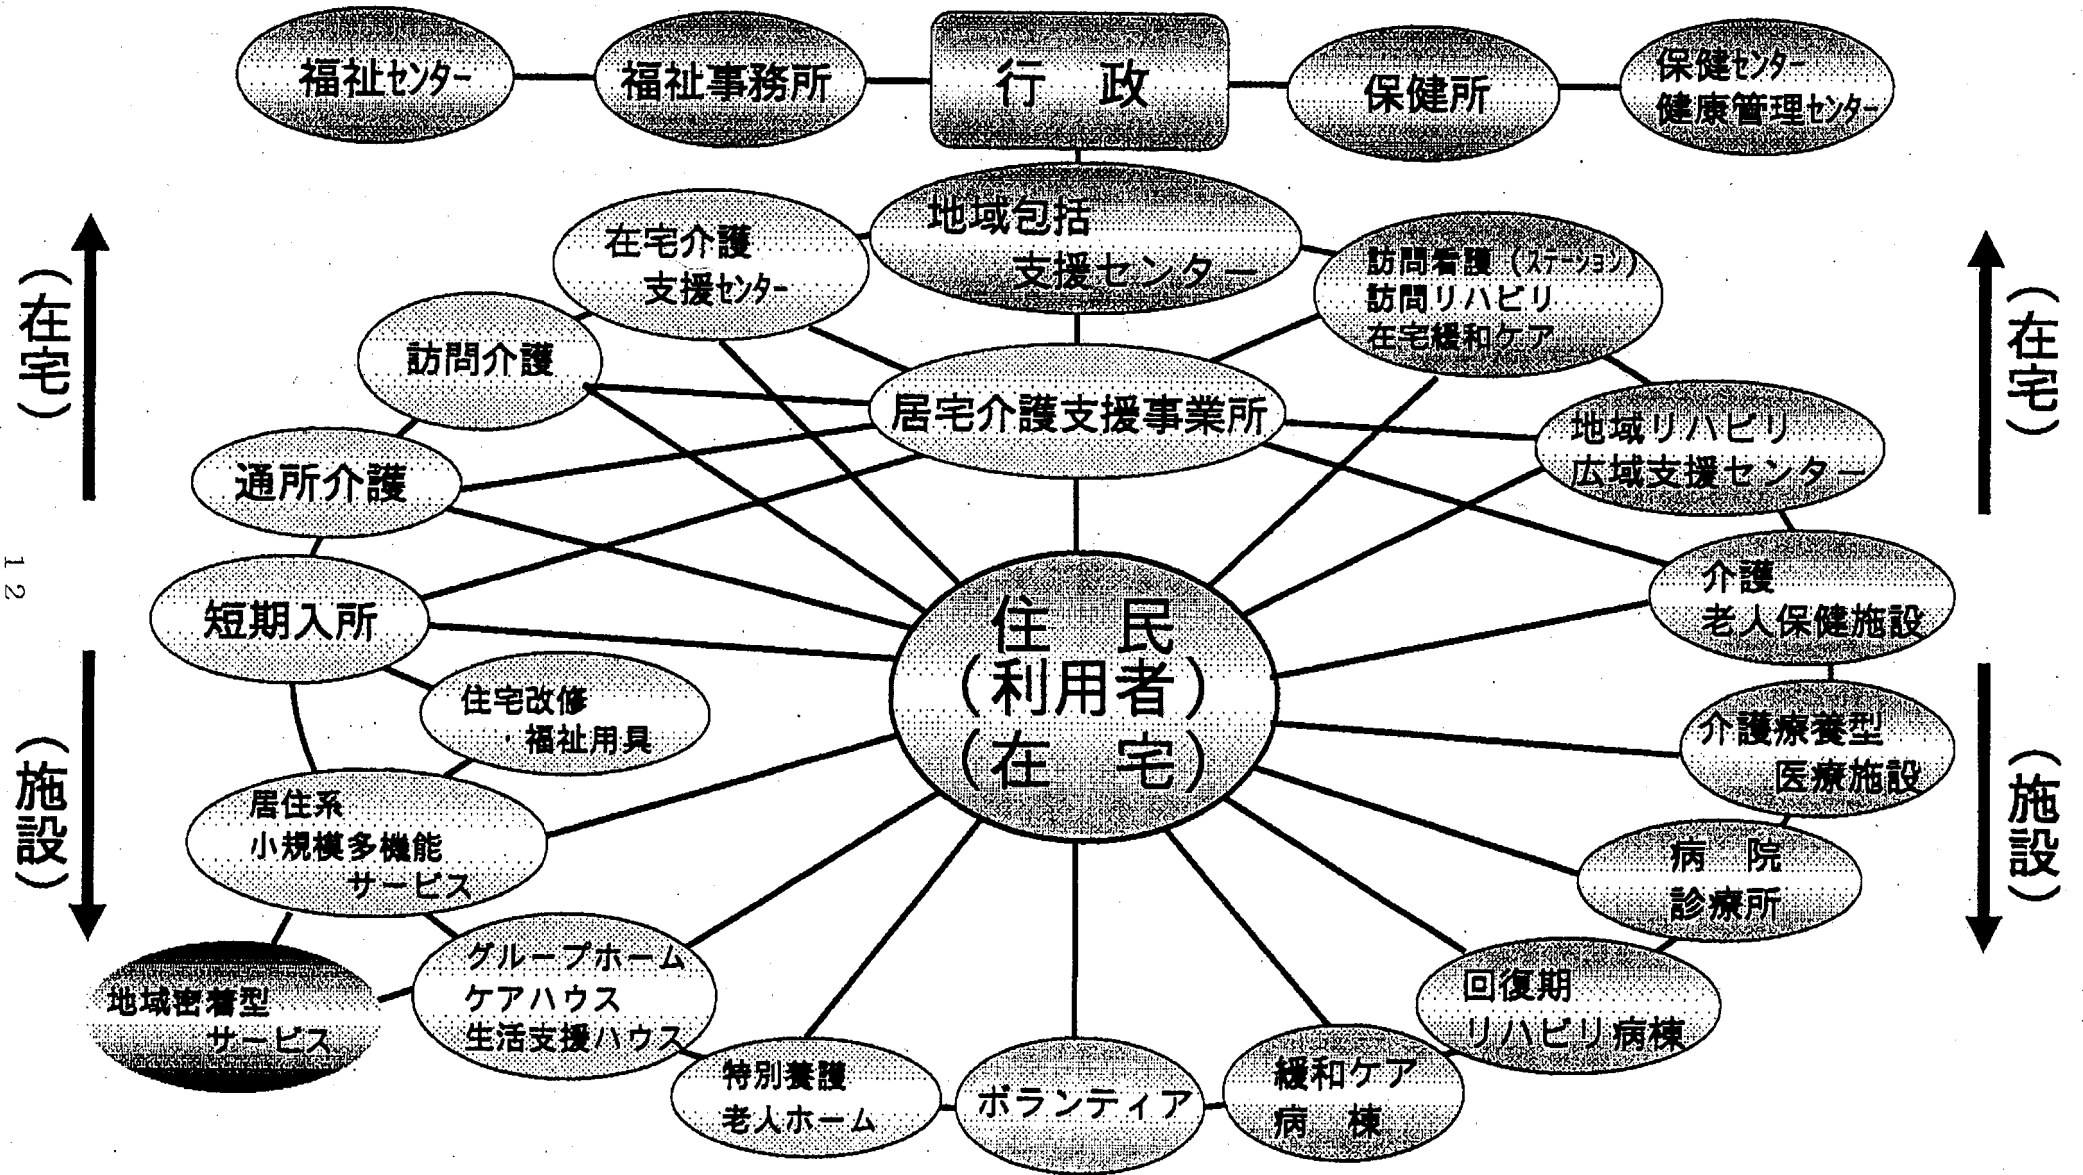 福祉センター
福祉事務所
行　政
保健所
保健センター
健康管理センター
地域包括
支援センター
在宅介護
支援センター
訪問看護（ステーション）
訪問リハビリ
在宅緩和ケア
（在宅）
（在宅）
訪問介護
居宅介護支援事業所
地域リハビリ
広域支援センター
通所介護
12
介護
老人保健施設
短期入所
住　民
（利用者）
（在　宅）
住宅改修
・福祉用具
介護療養型
医療施設
（施設）
（施設）
居住系
小規模多機能
サービス
病　院
診療所
地域密着型
サービス
グループホーム
ケアハウス
生活支援ハウス
回復期
リハビリ病棟
特別養護
老人ホーム
ボランティア
緩和ケア
病　棟